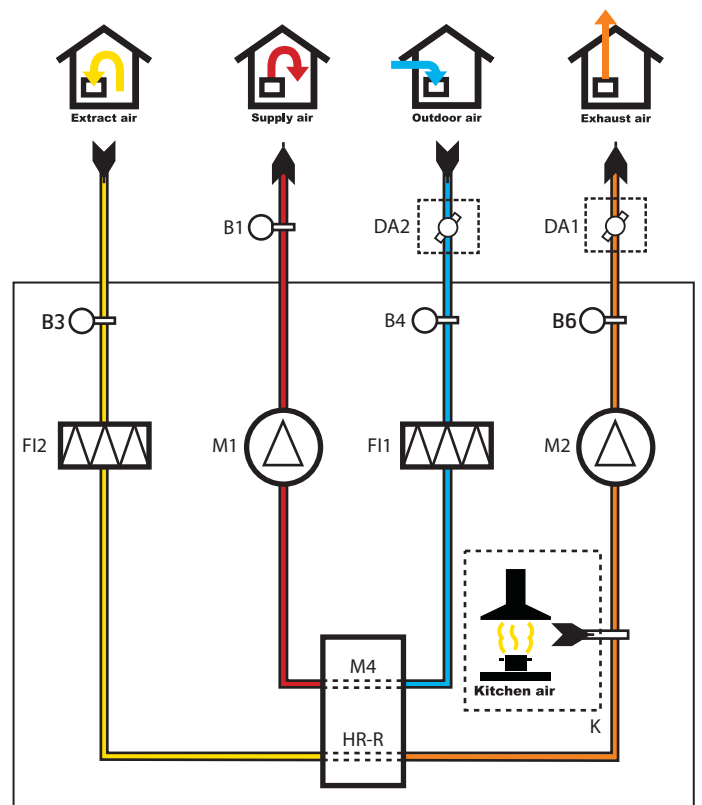 Extract air
Supply air
Outdoor air
Exhaust air
B1
DA2
DA1
B3
B4
B6
FI2
M1
FI1
M2
M4
Kitchen air
K
HR-R